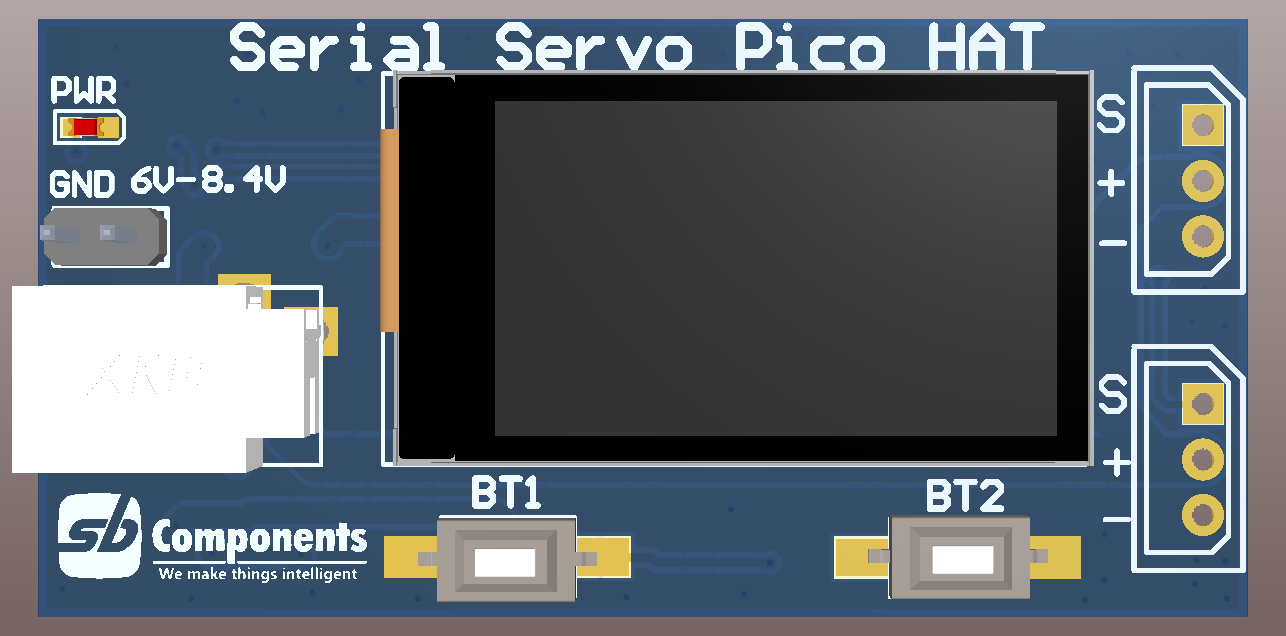 Serial Servo Pico HAT
PWR
GND 6V-8.4V
S
+
-
S
+
-
BT1
BT2
sb Components
We make things intelligent